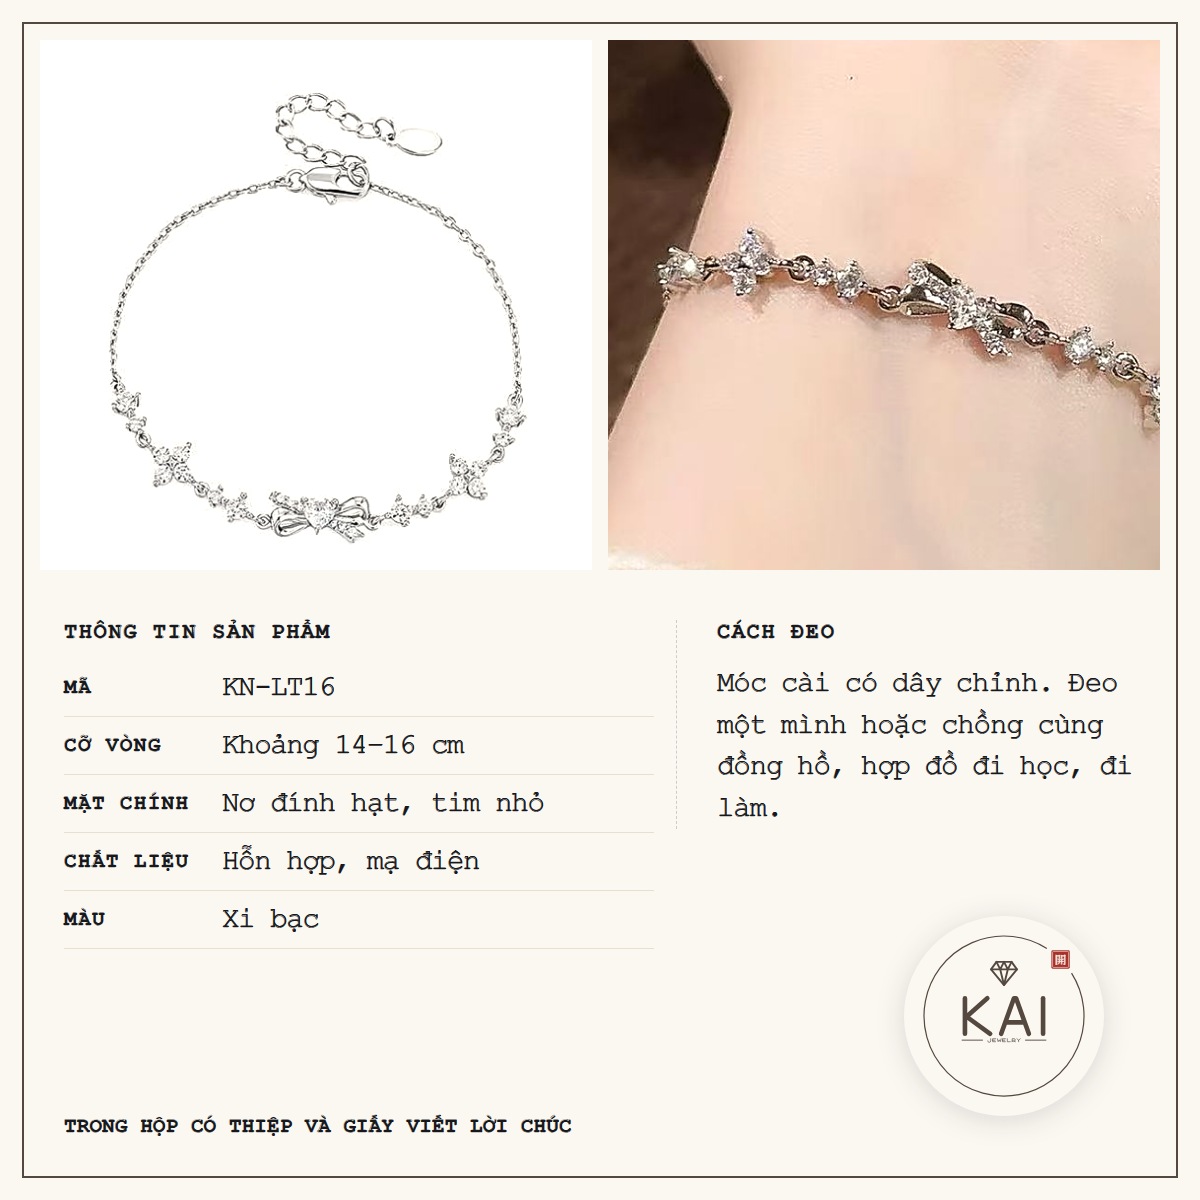 THÔNG TIN SẢN PHẨM
MÃ KN-LT16
CỠ VÒNG Khoảng 14–16 cm
MẶT CHÍNH Nơ đính hạt, tim nhỏ
CHẤT LIỆU Hỗn hợp, mạ điện
MÀU Xi bạc
CÁCH ĐEO
Móc cài có dây chỉnh. Đeo
một mình hoặc chồng cùng
đồng hồ, hợp đồ đi học, đi
làm.
開
KAI
JEWELRY
TRONG HỘP CÓ THIỆP VÀ GIẤY VIẾT LỜI CHÚC